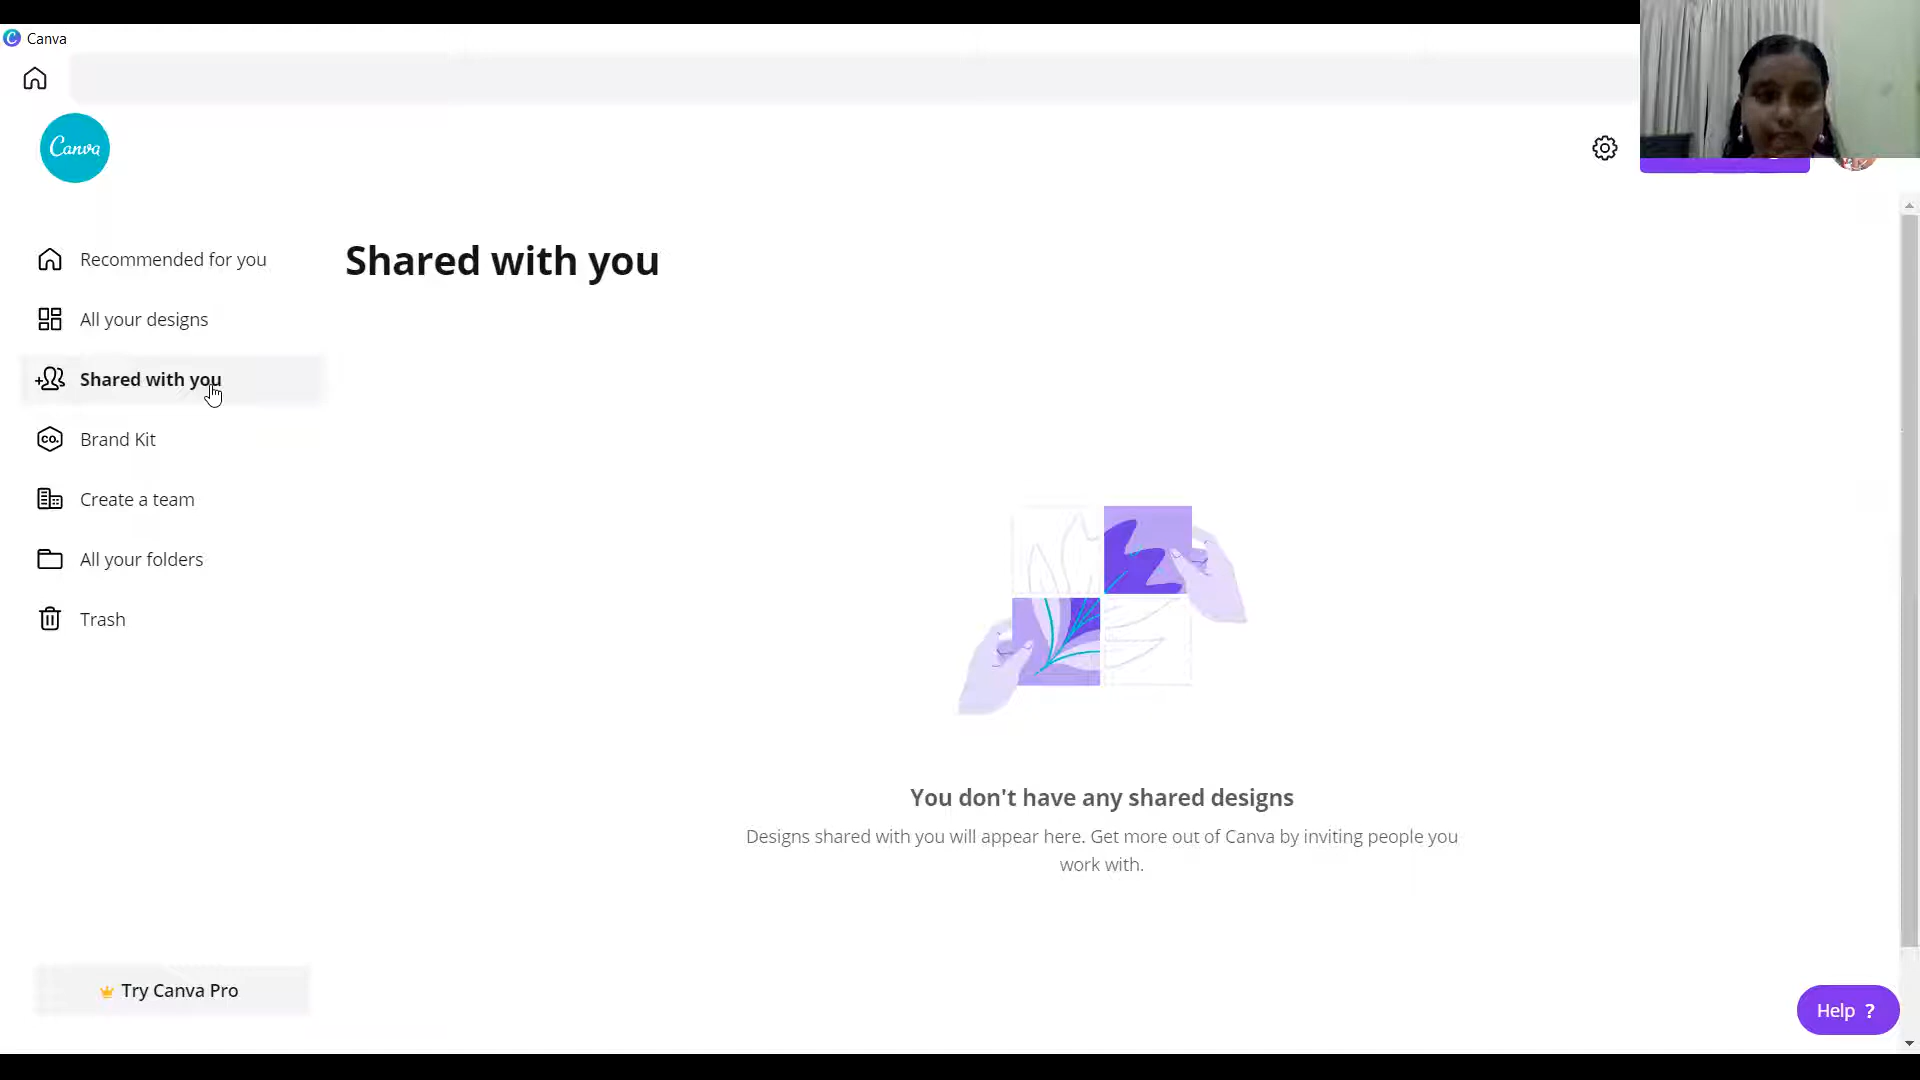 Canva
Canva
Recommended for you
Shared with you
All your designs
Shared with you
Brand Kit
CO.
Create a team
All your folders
Trash
You don't have any shared designs
Designs shared with you will appear here. Get more out of Canva by inviting people you
work with.
Try Canva Pro
Help ?